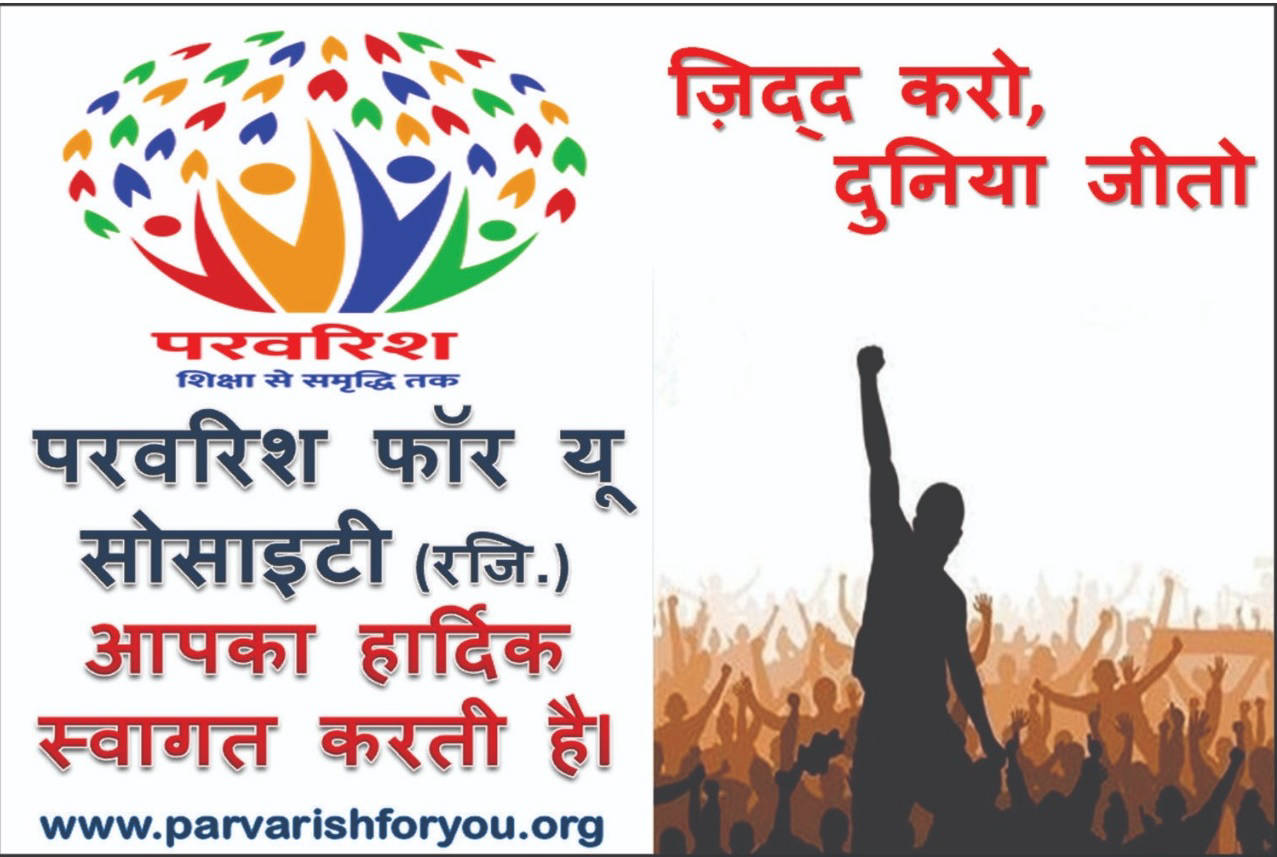 परवरिश
शिक्षा से समृद्धि तक
परवरिश फॉर यू
सोसाइटी (रजि.)
आपका हार्दिक
स्वागत करती है।
www.parvarishforyou.org
ज़िद्द करो,
दुनिया जीतो